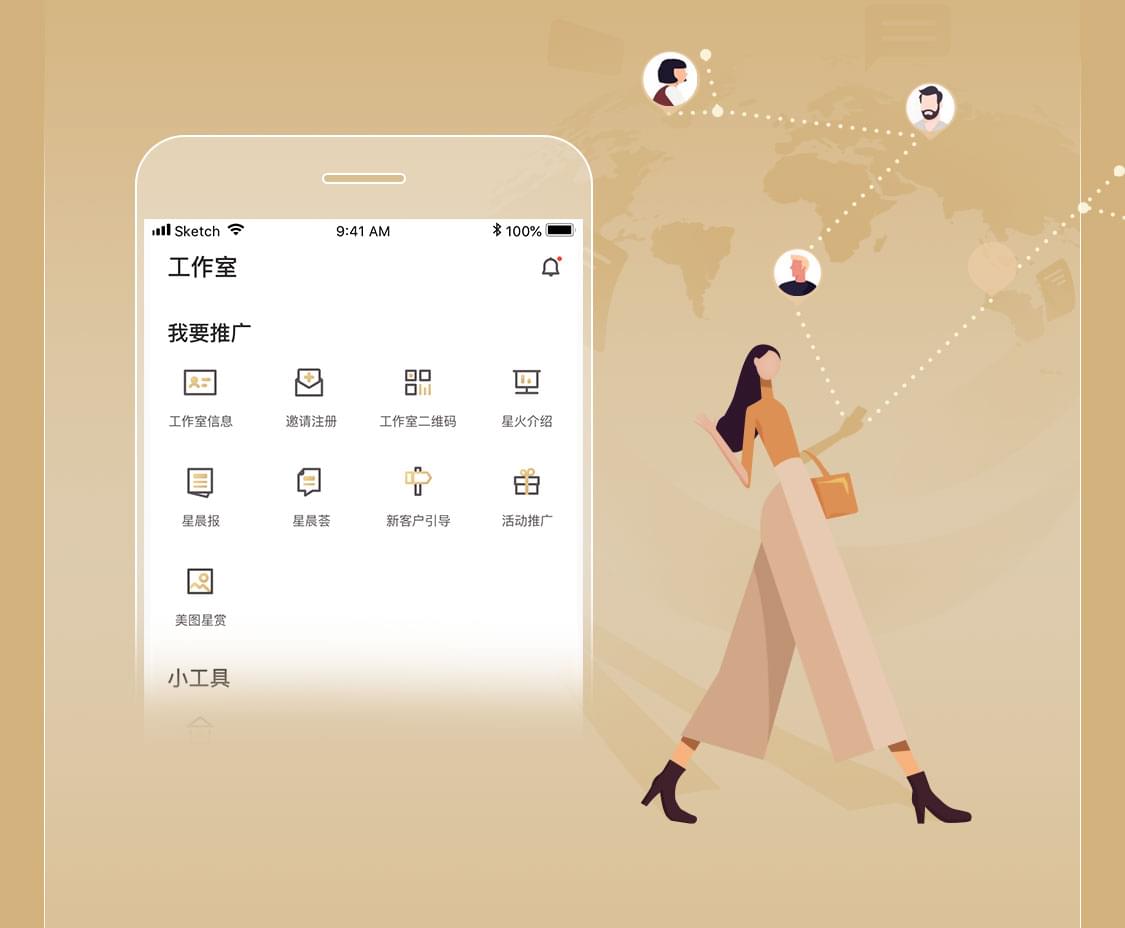 Sketch 9:41 AM 100%
工作室
我要推广
工作室信息 邀请注册 工作室二维码 星火介绍
星晨报 星晨荟 新客户引导 活动推广
美图星赏
小工具